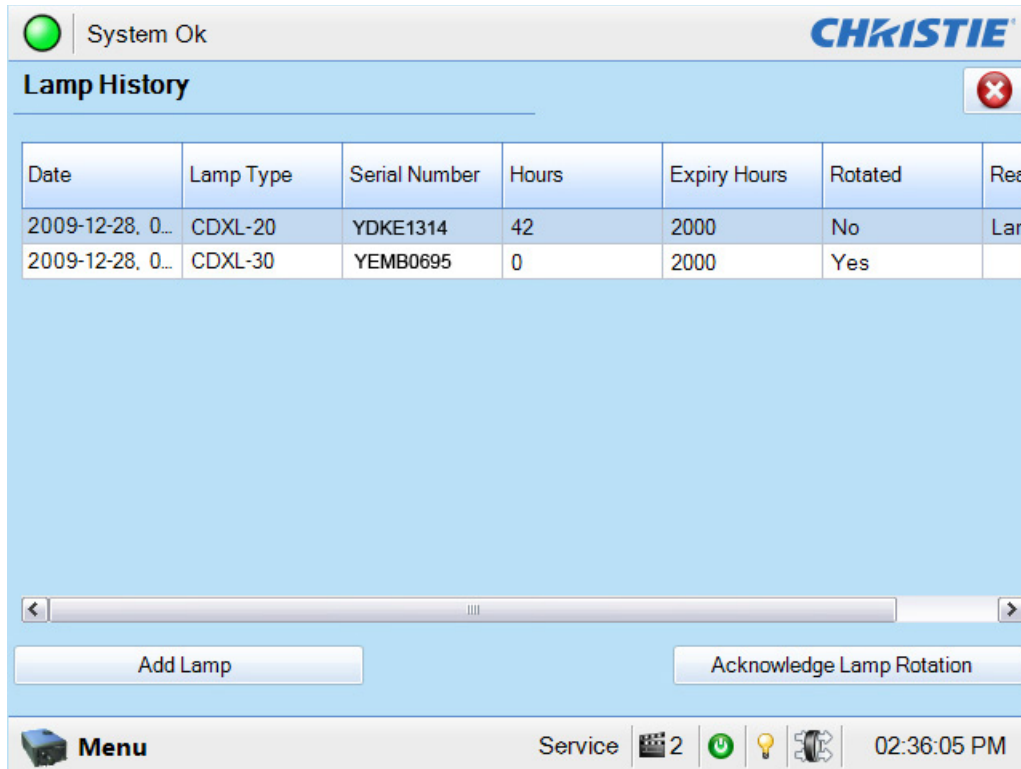 System Ok
CHRISTIE
Lamp History
Date Lamp Type Serial Number Hours Expiry Hours Rotated Rea
2009-12-28, 0... CDXL-20 YDKE1314 42 2000 No Lar
2009-12-28, 0... CDXL-30 YEMB0695 0 2000 Yes
Add Lamp Acknowledge Lamp Rotation
Menu Service 2 02:36:05 PM